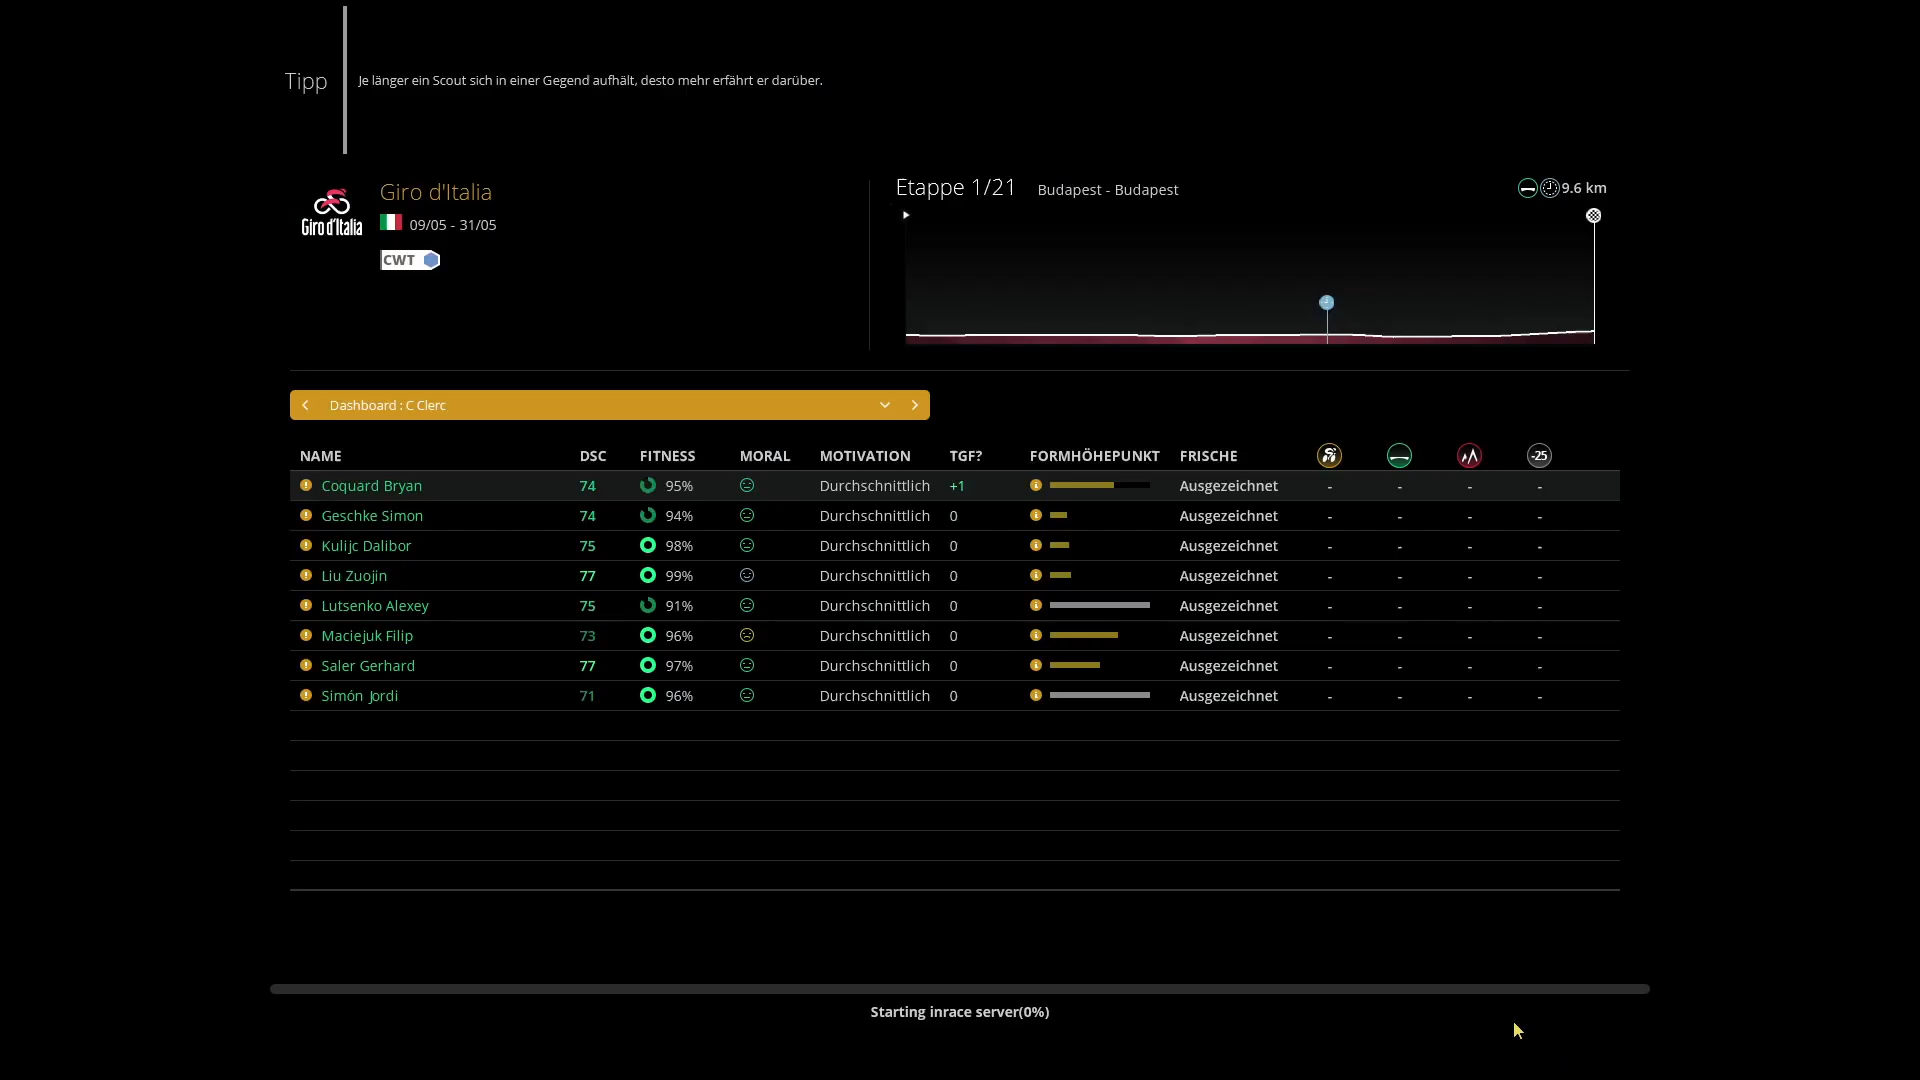 Tipp
Je länger ein Scout sich in einer Gegend aufhält, desto mehr erfährt er darüber.
Giro d'Italia
Giro d'Italia
09/05 - 31/05
CWT
Etappe 1/21 Budapest - Budapest 9.6 km
Dashboard : C Clerc
NAME DSC FITNESS MORAL MOTIVATION TGF? FORMHÖHEPUNKT FRISCHE -25
Coquard Bryan 74 95% Durchschnittlich +1 Ausgezeichnet - - - -
Geschke Simon 74 94% Durchschnittlich 0 Ausgezeichnet - - - -
Kulijc Dalibor 75 98% Durchschnittlich 0 Ausgezeichnet - - - -
Liu Zuojin 77 99% Durchschnittlich 0 Ausgezeichnet - - - -
Lutsenko Alexey 75 91% Durchschnittlich 0 Ausgezeichnet - - - -
Maciejuk Filip 73 96% Durchschnittlich 0 Ausgezeichnet - - - -
Saler Gerhard 77 97% Durchschnittlich 0 Ausgezeichnet - - - -
Simón Jordi 71 96% Durchschnittlich 0 Ausgezeichnet - - - -
Starting inrace server(0%)